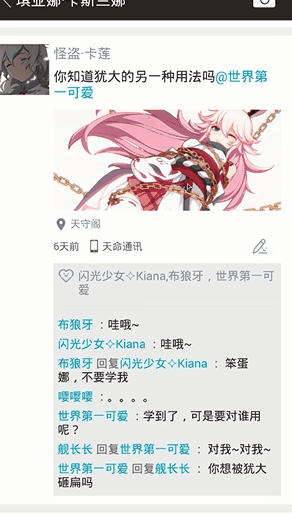 琪亚娜·卡斯兰娜
怪盗·卡莲
你知道犹大的另一种用法吗@世界第
一可爱
天守阁
6天前 天命通讯
闪光少女✧Kiana,布狼牙，世界第一可
爱
布狼牙：哇哦~
闪光少女✧Kiana：哇哦~
布狼牙 回复闪光少女✧Kiana：笨蛋
娜，不要学我
嘤嘤嘤：。。。。
世界第一可爱：学到了，可是要对谁用
呢？
舰长长 回复世界第一可爱：对我~对我~
世界第一可爱 回复舰长长：你想被犹大
砸扁吗